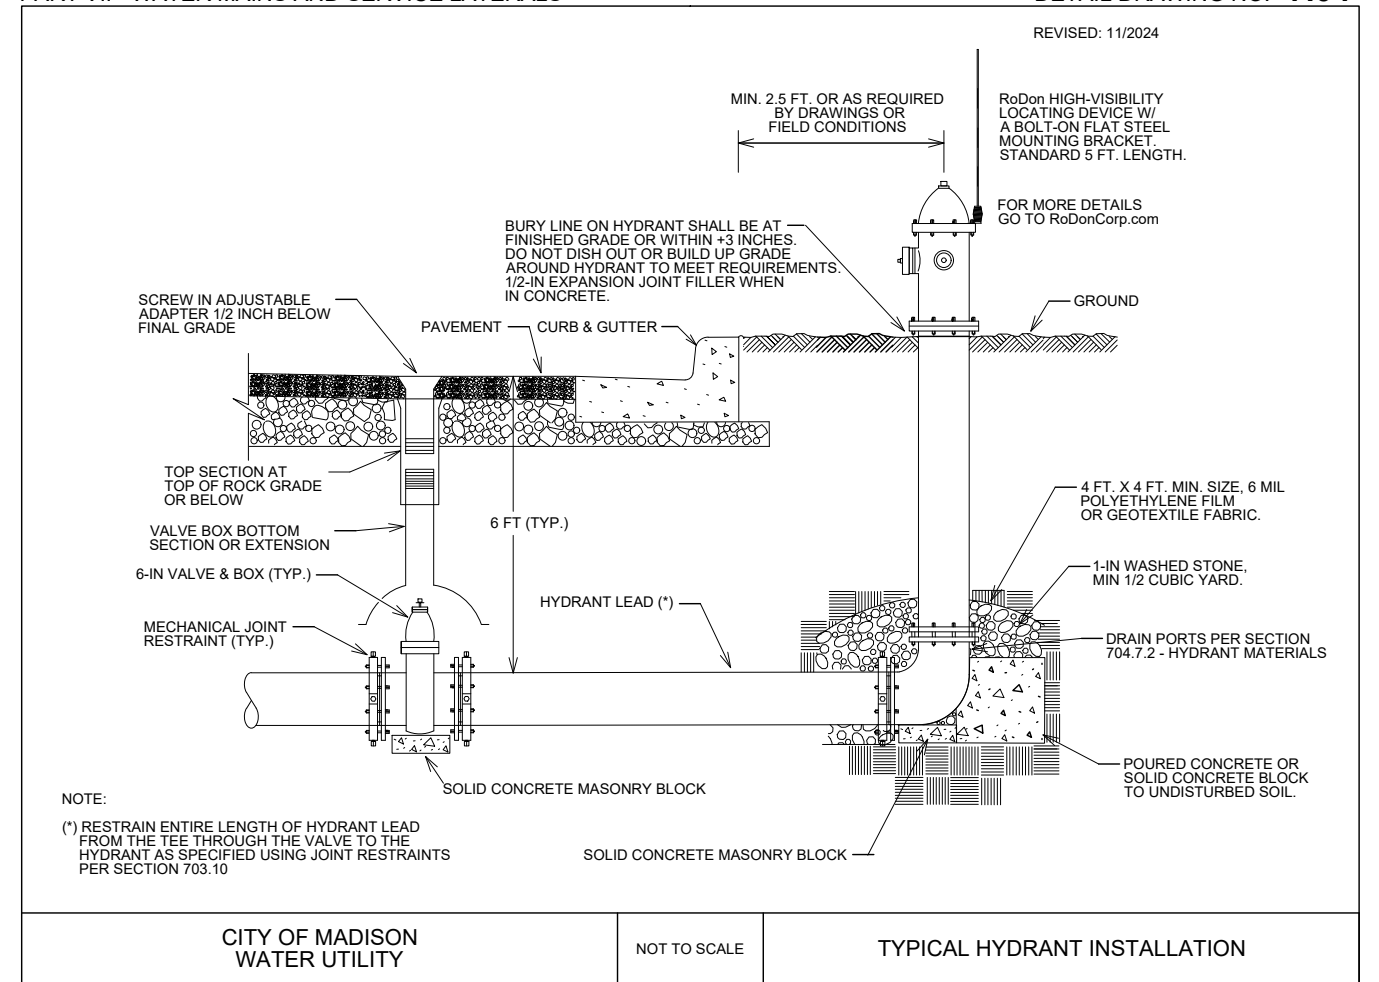 REVISED: 11/2024
MIN. 2.5 FT. OR AS REQUIRED
BY DRAWINGS OR
FIELD CONDITIONS
RoDon HIGH-VISIBILITY
LOCATING DEVICE W/
A BOLT-ON FLAT STEEL
MOUNTING BRACKET.
STANDARD 5 FT. LENGTH.
FOR MORE DETAILS
GO TO RoDonCorp.com
BURY LINE ON HYDRANT SHALL BE AT
FINISHED GRADE OR WITHIN +3 INCHES.
DO NOT DISH OUT OR BUILD UP GRADE
AROUND HYDRANT TO MEET REQUIREMENTS.
1/2-IN EXPANSION JOINT FILLER WHEN
IN CONCRETE.
SCREW IN ADJUSTABLE
ADAPTER 1/2 INCH BELOW
FINAL GRADE
PAVEMENT
CURB & GUTTER
GROUND
TOP SECTION AT
TOP OF ROCK GRADE
OR BELOW
VALVE BOX BOTTOM
SECTION OR EXTENSION
6 FT (TYP.)
4 FT. X 4 FT. MIN. SIZE, 6 MIL
POLYETHYLENE FILM
OR GEOTEXTILE FABRIC.
6-IN VALVE & BOX (TYP.)
1-IN WASHED STONE,
MIN 1/2 CUBIC YARD.
HYDRANT LEAD (*)
MECHANICAL JOINT
RESTRAINT (TYP.)
DRAIN PORTS PER SECTION
704.7.2 - HYDRANT MATERIALS
SOLID CONCRETE MASONRY BLOCK
POURED CONCRETE OR
SOLID CONCRETE BLOCK
TO UNDISTURBED SOIL.
NOTE:
(*) RESTRAIN ENTIRE LENGTH OF HYDRANT LEAD
FROM THE TEE THROUGH THE VALVE TO THE
HYDRANT AS SPECIFIED USING JOINT RESTRAINTS
PER SECTION 703.10
SOLID CONCRETE MASONRY BLOCK
CITY OF MADISON
WATER UTILITY
NOT TO SCALE
TYPICAL HYDRANT INSTALLATION